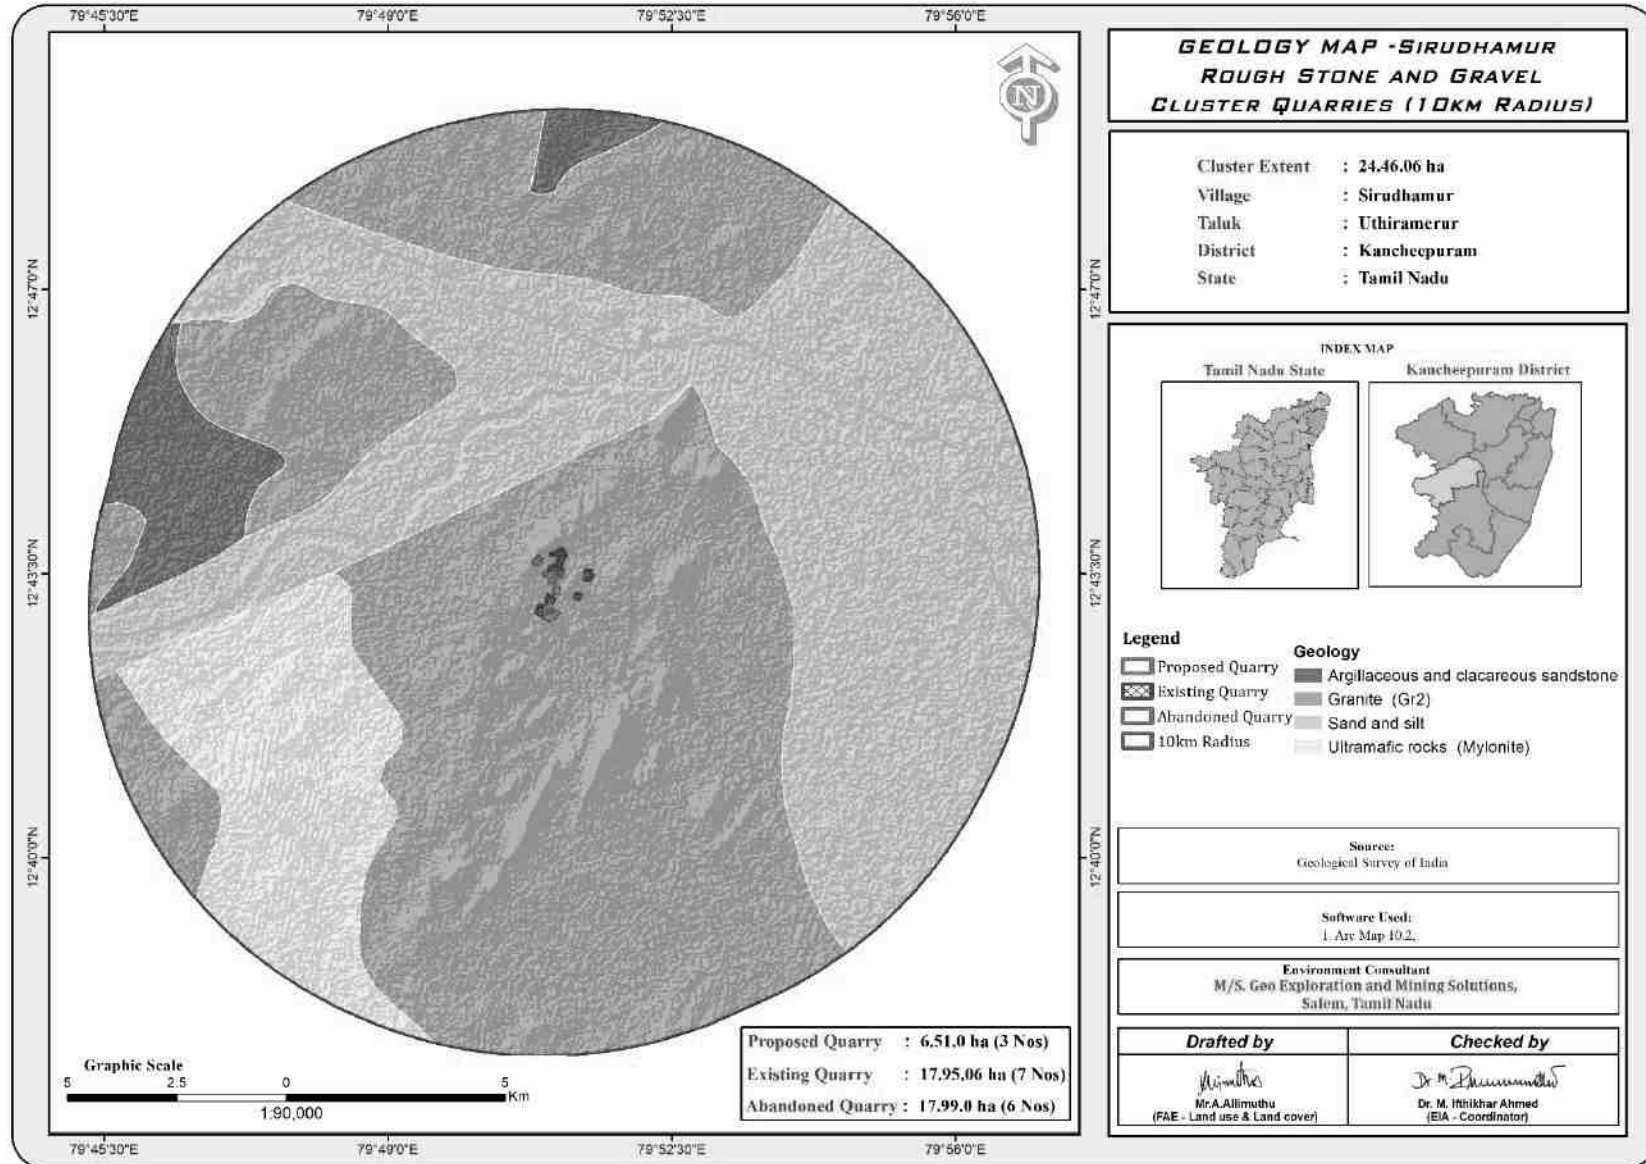 79°45'30"E
79°49'0"E
79°52'30"E
79°56'0"E
GEOLOGY MAP -SIRUDHAMUR
ROUGH STONE AND GRAVEL
CLUSTER QUARRIES (10KM RADIUS)
N
Cluster Extent : 24.46.06 ha
Village : Sirudhamur
Taluk : Uthiramerur
District : Kancheepuram
State : Tamil Nadu
12°47'0"N
12°47'0"N
INDEX MAP
Tamil Nadu State
Kancheepuram District
12°43'30"N
12°43'30"N
Legend
Proposed Quarry
Existing Quarry
Abandoned Quarry
10km Radius
Geology
Argillaceous and clacareous sandstone
Granite (Gr2)
Sand and silt
Ultramafic rocks (Mylonite)
12°40'0"N
12°40'0"N
Source:
Geological Survey of India
Software Used:
1. Arc Map 10.2,
Environment Consultant
M/S. Geo Exploration and Mining Solutions,
Salem, Tamil Nadu
Proposed Quarry : 6.51.0 ha (3 Nos)
Existing Quarry : 17.95.06 ha (7 Nos)
Abandoned Quarry : 17.99.0 ha (6 Nos)
Graphic Scale
5 2.5 0 5
Km
1:90,000
Drafted by
Mr.A.Allimuthu
(FAE - Land use & Land cover)
Checked by
Dr. M. Ifthikhar Ahmed
(EIA - Coordinator)
79°45'30"E
79°49'0"E
79°52'30"E
79°56'0"E